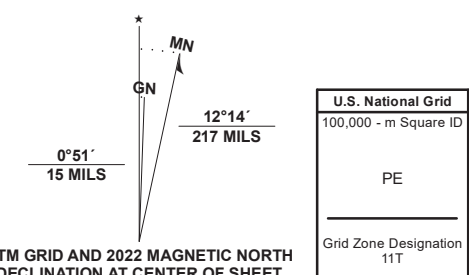 ★
MN
GN
12°14´
217 MILS
0°51´
15 MILS
TM GRID AND 2022 MAGNETIC NORTH
DECLINATION AT CENTER OF SHEET
U.S. National Grid
100,000 - m Square ID
PE
Grid Zone Designation
11T